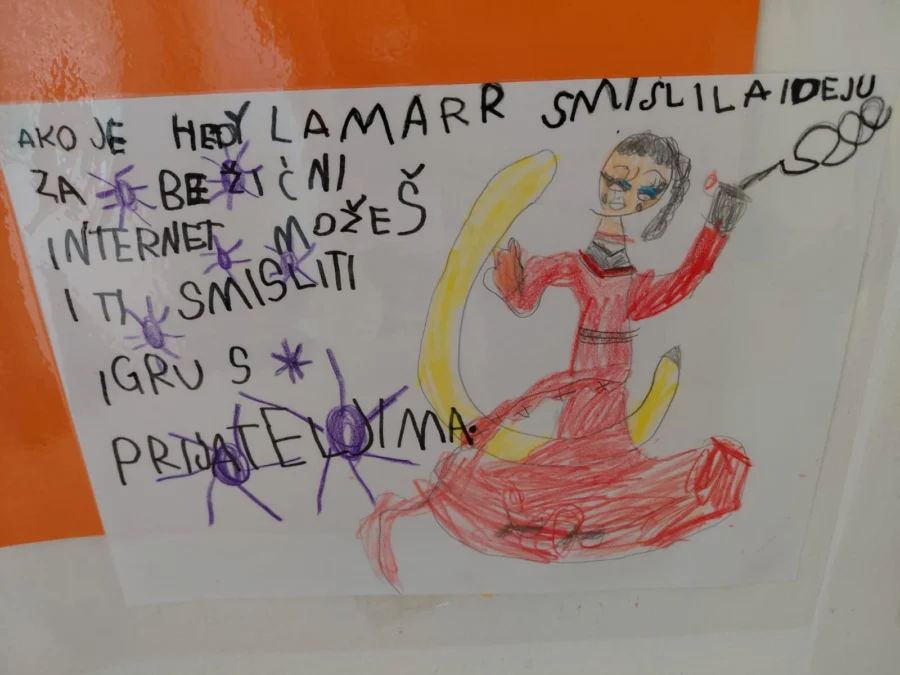 AKO JE HEDY LAMARR SMISLILA IDEJU
ZA BEŽIČNI
INTERNET MOŽEŠ
I TI SMISLITI
IGRU S
PRIJATELJIMA.